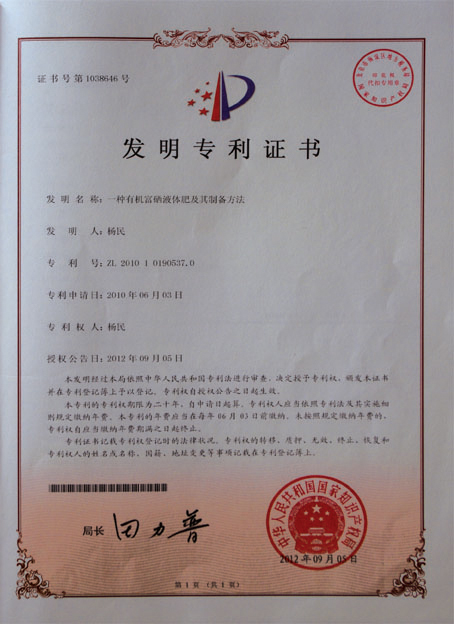 证书号第1038646号
印花税
代扣专用章
国家知识产权局
发明专利证书
发 明 名 称：一种有机富硒液体肥及其制备方法
发 明 人：杨民
专 利 号：ZL 2010 1 0190537.0
专利申请日：2010年06月03日
专 利 权 人：杨民
授权公告日：2012年09月05日
本发明经过本局依照中华人民共和国专利法进行审查，决定授予专利权，颁发本证书
并在专利登记簿上予以登记。专利权自授权公告之日起生效。
本专利的专利权期限为二十年，自申请日起算。专利权人应当依照专利法及其实施细
则规定缴纳年费。本专利的年费应当在每年06月03日前缴纳。未按照规定缴纳年费的，
专利权自应当缴纳年费期满之日起终止。
专利证书记载专利权登记时的法律状况。专利权的转移、质押、无效、终止、恢复和
专利权人的姓名或名称、国籍、地址变更等事项记载在专利登记簿上。
局长 田力普
中华人民共和国国家知识产权局
2012年09月05日
第1页（共1页）